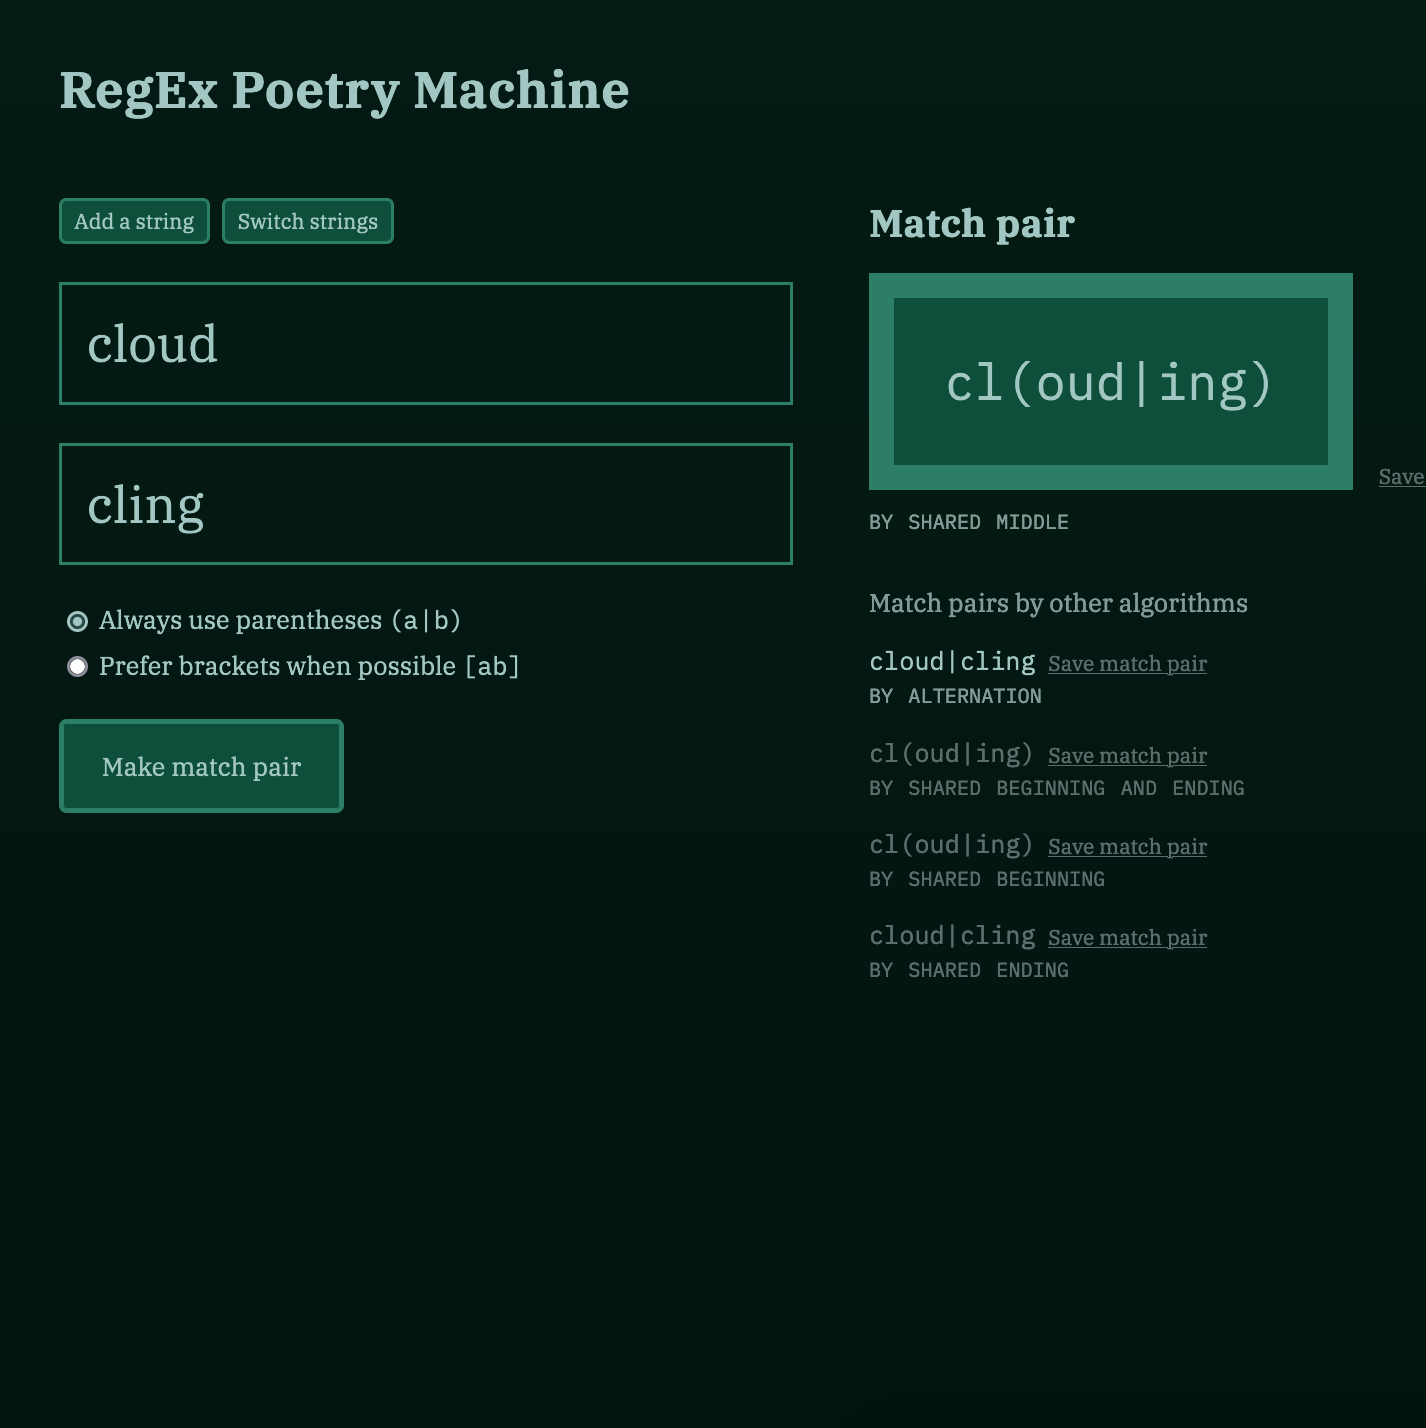 RegEx Poetry Machine
Add a string
Switch strings
cloud
cling
Always use parentheses (a|b)
Prefer brackets when possible [ab]
Make match pair
Match pair
cl(oud|ing)
Save
BY SHARED MIDDLE
Match pairs by other algorithms
cloud|cling Save match pair
BY ALTERNATION
cl(oud|ing) Save match pair
BY SHARED BEGINNING AND ENDING
cl(oud|ing) Save match pair
BY SHARED BEGINNING
cloud|cling Save match pair
BY SHARED ENDING